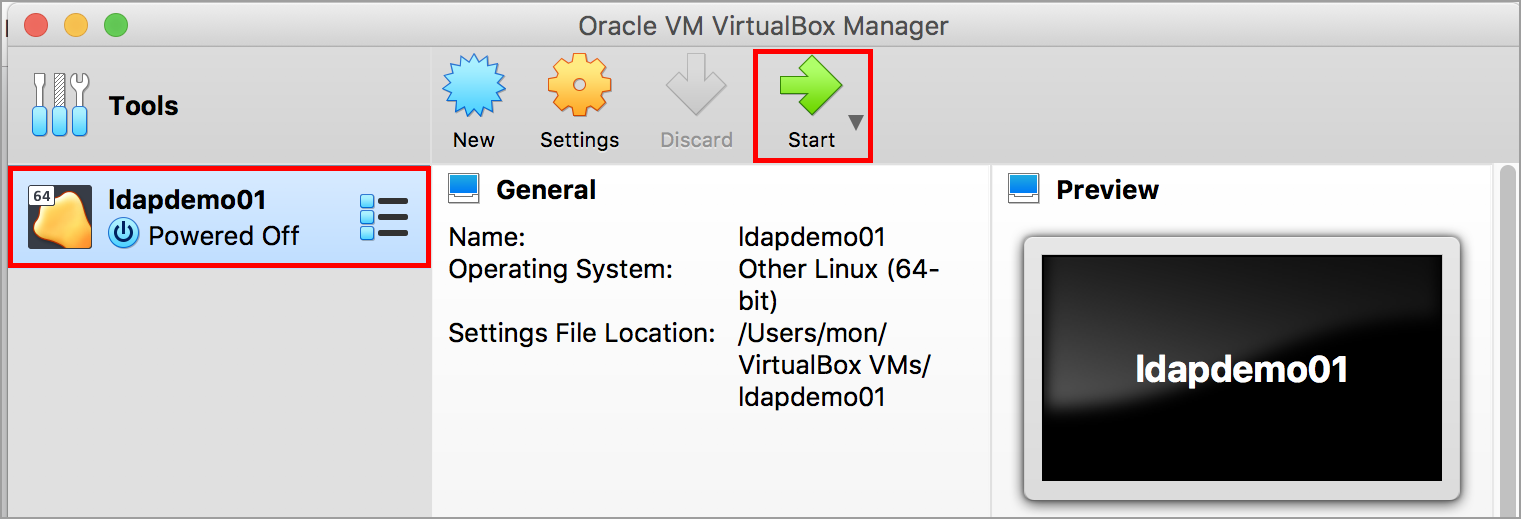 Oracle VM VirtualBox Manager
Tools
New
Settings
Discard
Start
64
ldapdemo01
Powered Off
General
Name: ldapdemo01
Operating System: Other Linux (64-
bit)
Settings File Location: /Users/mon/
VirtualBox VMs/
ldapdemo01
Preview
ldapdemo01